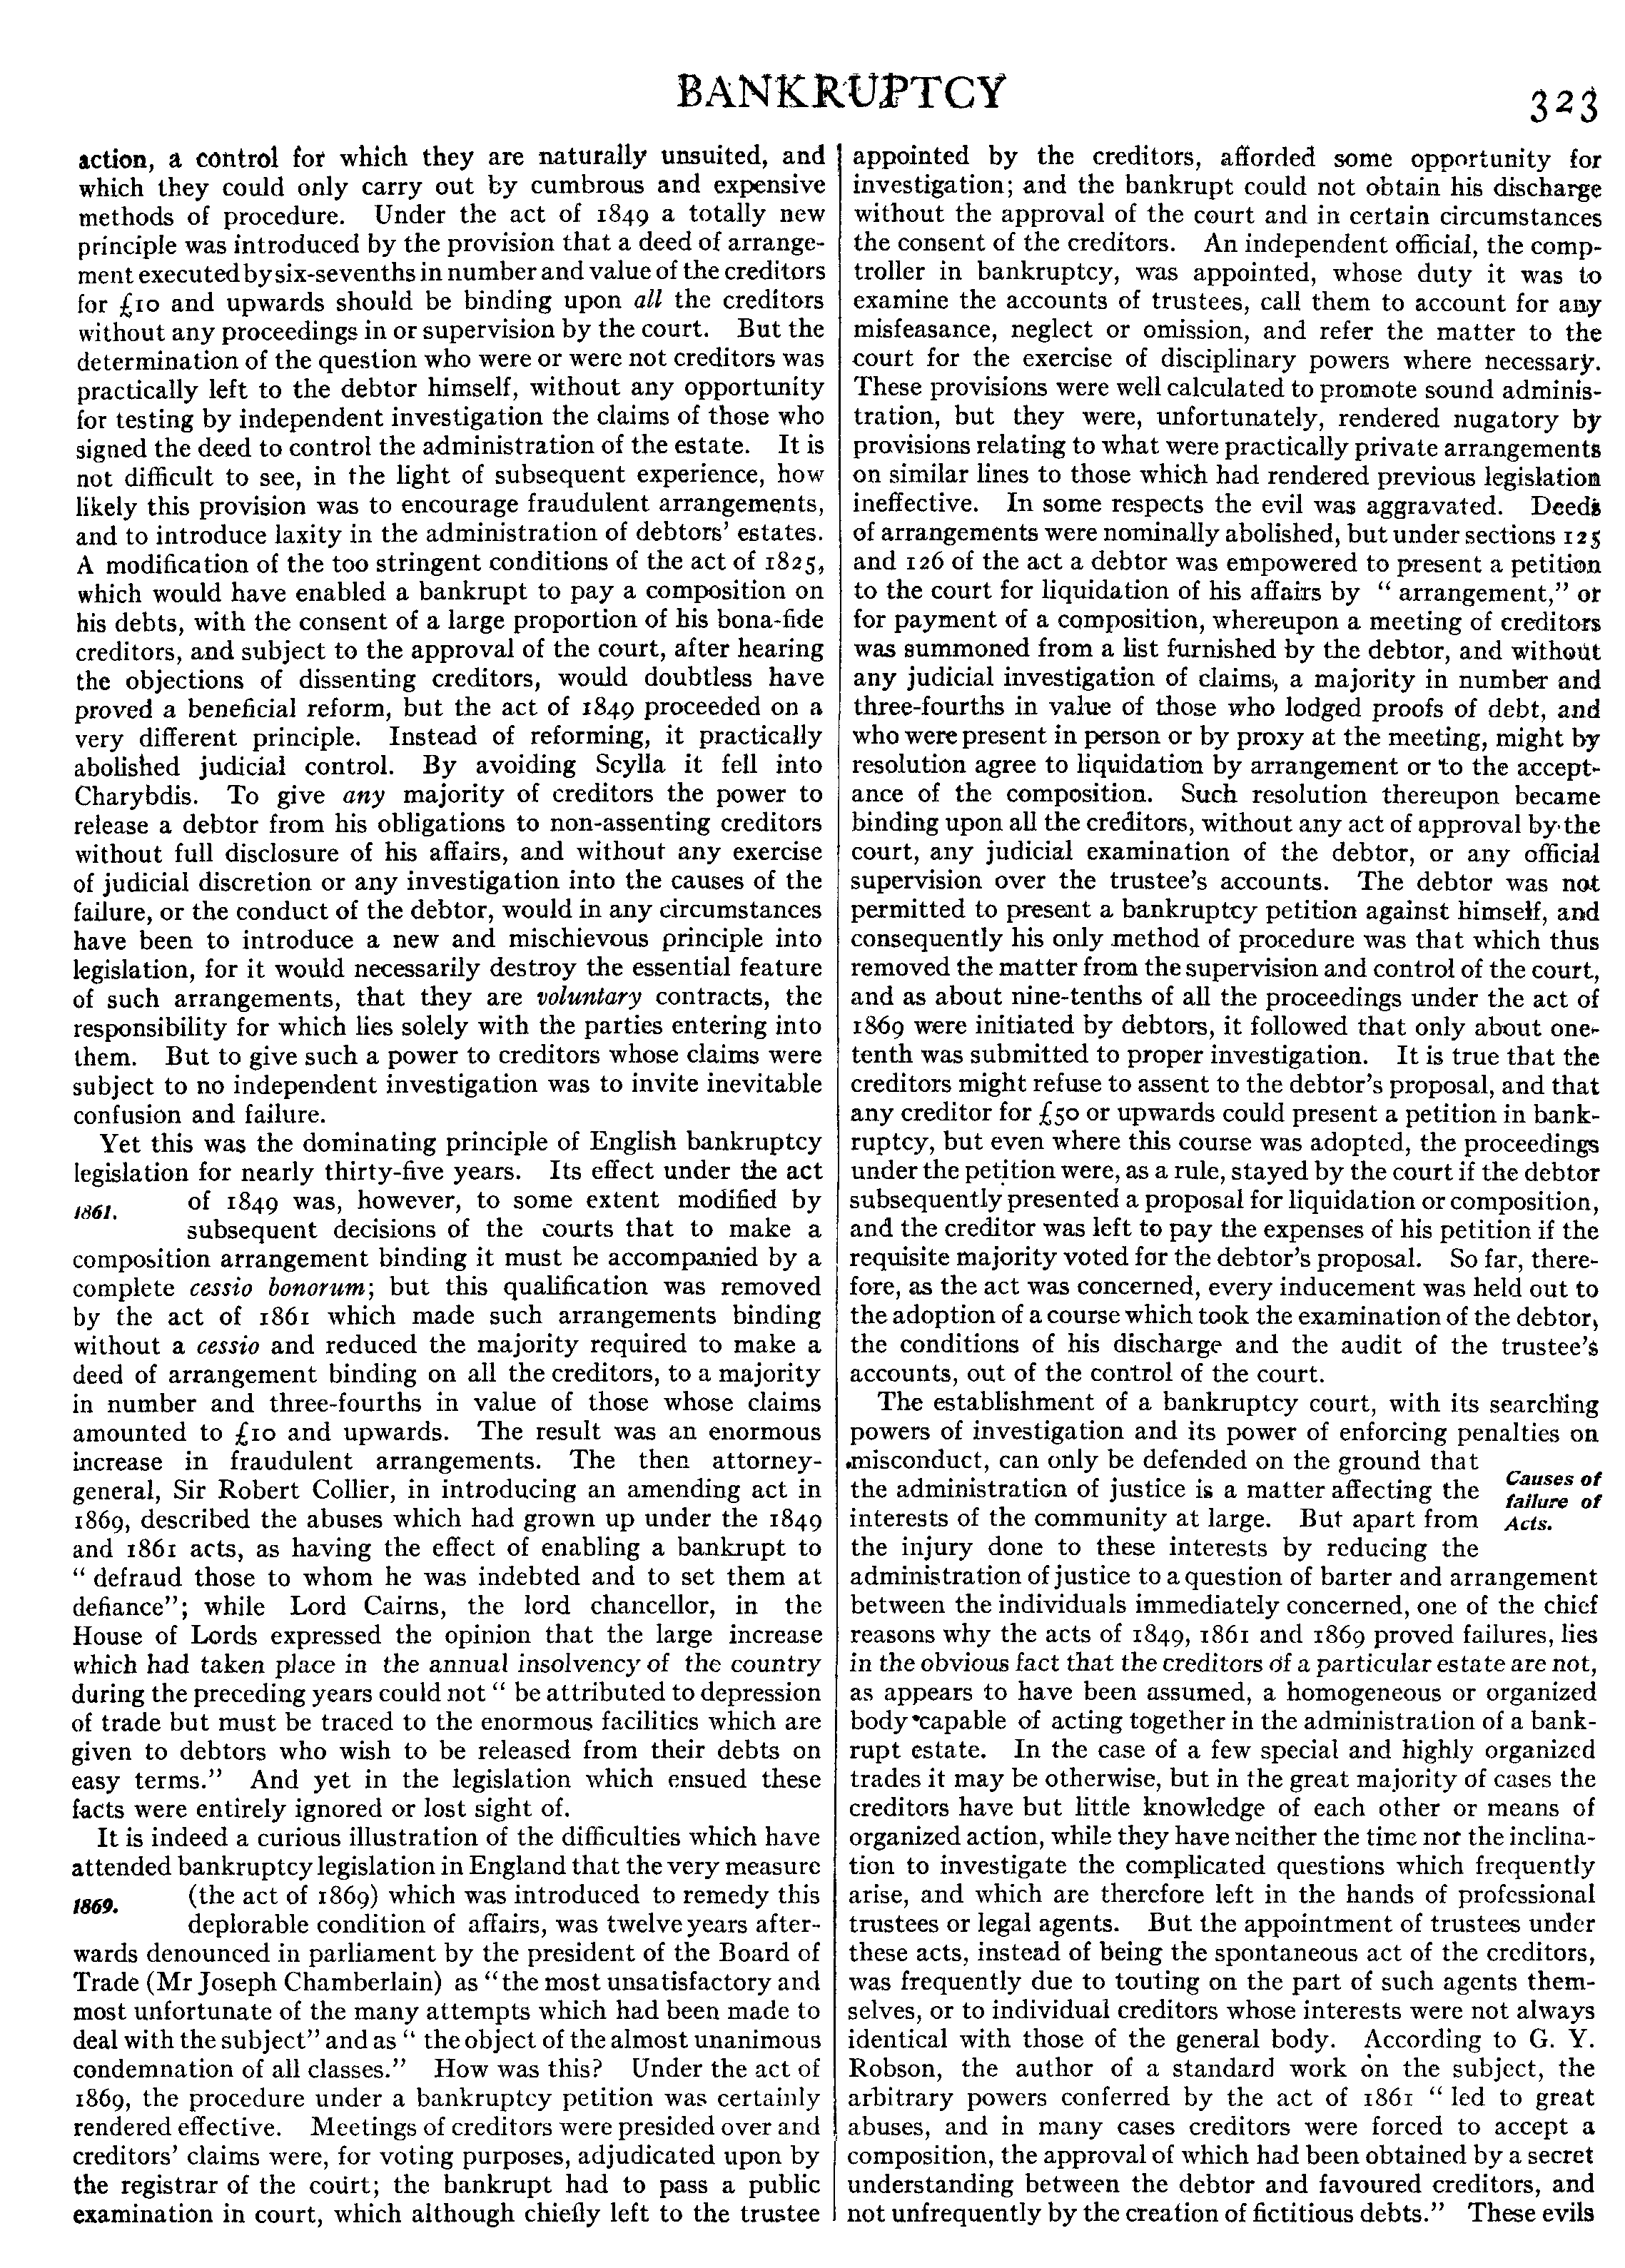 BANKRUPTCY
323
action, a control for which they are naturally unsuited, and
which they could only carry out by cumbrous and expensive
methods of procedure. Under the act of 1849 a totally new
principle was introduced by the provision that a deed of arrange-
ment executed by six-sevenths in number and value of the creditors
for £10 and upwards should be binding upon all the creditors
without any proceedings in or supervision by the court. But the
determination of the question who were or were not creditors was
practically left to the debtor himself, without any opportunity
for testing by independent investigation the claims of those who
signed the deed to control the administration of the estate. It is
not difficult to see, in the light of subsequent experience, how
likely this provision was to encourage fraudulent arrangements,
and to introduce laxity in the administration of debtors' estates.
A modification of the too stringent conditions of the act of 1825,
which would have enabled a bankrupt to pay a composition on
his debts, with the consent of a large proportion of his bona-fide
creditors, and subject to the approval of the court, after hearing
the objections of dissenting creditors, would doubtless have
proved a beneficial reform, but the act of 1849 proceeded on a
very different principle. Instead of reforming, it practically
abolished judicial control. By avoiding Scylla it fell into
Charybdis. To give any majority of creditors the power to
release a debtor from his obligations to non-assenting creditors
without full disclosure of his affairs, and without any exercise
of judicial discretion or any investigation into the causes of the
failure, or the conduct of the debtor, would in any circumstances
have been to introduce a new and mischievous principle into
legislation, for it would necessarily destroy the essential feature
of such arrangements, that they are voluntary contracts, the
responsibility for which lies solely with the parties entering into
them. But to give such a power to creditors whose claims were
subject to no independent investigation was to invite inevitable
confusion and failure.
Yet this was the dominating principle of English bankruptcy
legislation for nearly thirty-five years. Its effect under the act
1861.
of 1849 was, however, to some extent modified by
subsequent decisions of the courts that to make a
composition arrangement binding it must be accompanied by a
complete cessio bonorum; but this qualification was removed
by the act of 1861 which made such arrangements binding
without a cessio and reduced the majority required to make a
deed of arrangement binding on all the creditors, to a majority
in number and three-fourths in value of those whose claims
amounted to £10 and upwards. The result was an enormous
increase in fraudulent arrangements. The then attorney-
general, Sir Robert Collier, in introducing an amending act in
1869, described the abuses which had grown up under the 1849
and 1861 acts, as having the effect of enabling a bankrupt to
“ defraud those to whom he was indebted and to set them at
defiance”; while Lord Cairns, the lord chancellor, in the
House of Lords expressed the opinion that the large increase
which had taken place in the annual insolvency of the country
during the preceding years could not “ be attributed to depression
of trade but must be traced to the enormous facilities which are
given to debtors who wish to be released from their debts on
easy terms.” And yet in the legislation which ensued these
facts were entirely ignored or lost sight of.
It is indeed a curious illustration of the difficulties which have
attended bankruptcy legislation in England that the very measure
1869.
(the act of 1869) which was introduced to remedy this
deplorable condition of affairs, was twelve years after-
wards denounced in parliament by the president of the Board of
Trade (Mr Joseph Chamberlain) as “the most unsatisfactory and
most unfortunate of the many attempts which had been made to
deal with the subject” and as “ the object of the almost unanimous
condemnation of all classes.” How was this? Under the act of
1869, the procedure under a bankruptcy petition was certainly
rendered effective. Meetings of creditors were presided over and
creditors' claims were, for voting purposes, adjudicated upon by
the registrar of the court; the bankrupt had to pass a public
examination in court, which although chiefly left to the trustee
appointed by the creditors, afforded some opportunity for
investigation; and the bankrupt could not obtain his discharge
without the approval of the court and in certain circumstances
the consent of the creditors. An independent official, the comp-
troller in bankruptcy, was appointed, whose duty it was to
examine the accounts of trustees, call them to account for any
misfeasance, neglect or omission, and refer the matter to the
court for the exercise of disciplinary powers where necessary.
These provisions were well calculated to promote sound adminis-
tration, but they were, unfortunately, rendered nugatory by
provisions relating to what were practically private arrangements
on similar lines to those which had rendered previous legislation
ineffective. In some respects the evil was aggravated. Deeds
of arrangements were nominally abolished, but under sections 125
and 126 of the act a debtor was empowered to present a petition
to the court for liquidation of his affairs by “ arrangement,” or
for payment of a composition, whereupon a meeting of creditors
was summoned from a list furnished by the debtor, and without
any judicial investigation of claims, a majority in number and
three-fourths in value of those who lodged proofs of debt, and
who were present in person or by proxy at the meeting, might by
resolution agree to liquidation by arrangement or to the accept-
ance of the composition. Such resolution thereupon became
binding upon all the creditors, without any act of approval by the
court, any judicial examination of the debtor, or any official
supervision over the trustee's accounts. The debtor was not
permitted to present a bankruptcy petition against himself, and
consequently his only method of procedure was that which thus
removed the matter from the supervision and control of the court,
and as about nine-tenths of all the proceedings under the act of
1869 were initiated by debtors, it followed that only about one-
tenth was submitted to proper investigation. It is true that the
creditors might refuse to assent to the debtor's proposal, and that
any creditor for £50 or upwards could present a petition in bank-
ruptcy, but even where this course was adopted, the proceedings
under the petition were, as a rule, stayed by the court if the debtor
subsequently presented a proposal for liquidation or composition,
and the creditor was left to pay the expenses of his petition if the
requisite majority voted for the debtor's proposal. So far, there-
fore, as the act was concerned, every inducement was held out to
the adoption of a course which took the examination of the debtor,
the conditions of his discharge and the audit of the trustee's
accounts, out of the control of the court.
The establishment of a bankruptcy court, with its searching
powers of investigation and its power of enforcing penalties on
misconduct, can only be defended on the ground that
the administration of justice is a matter affecting the
interests of the community at large. But apart from
the injury done to these interests by reducing the
Causes of
failure of
Acts.
administration of justice to a question of barter and arrangement
between the individuals immediately concerned, one of the chief
reasons why the acts of 1849, 1861 and 1869 proved failures, lies
in the obvious fact that the creditors of a particular estate are not,
as appears to have been assumed, a homogeneous or organized
body capable of acting together in the administration of a bank-
rupt estate. In the case of a few special and highly organized
trades it may be otherwise, but in the great majority of cases the
creditors have but little knowledge of each other or means of
organized action, while they have neither the time nor the inclina-
tion to investigate the complicated questions which frequently
arise, and which are therefore left in the hands of professional
trustees or legal agents. But the appointment of trustees under
these acts, instead of being the spontaneous act of the creditors,
was frequently due to touting on the part of such agents them-
selves, or to individual creditors whose interests were not always
identical with those of the general body. According to G. Y.
Robson, the author of a standard work on the subject, the
arbitrary powers conferred by the act of 1861 “ led to great
abuses, and in many cases creditors were forced to accept a
composition, the approval of which had been obtained by a secret
understanding between the debtor and favoured creditors, and
not unfrequently by the creation of fictitious debts.” These evils